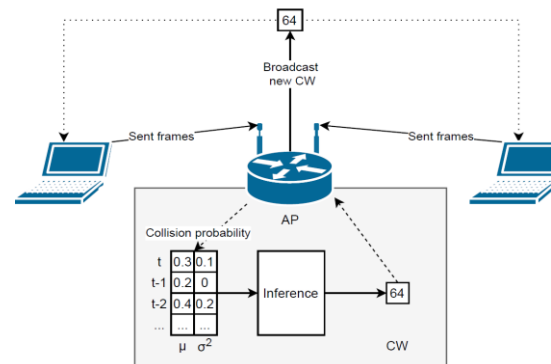 64
Broadcast
new CW
Sent frames
Sent frames
AP
Collision probability
t 0.3 0.1
t-1 0.2 0
t-2 0.4 0.2
... ... ...
μ σ²
Inference
64
CW